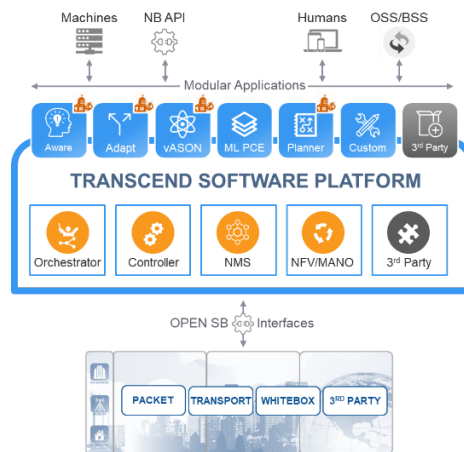 Machines
NB API
Humans
OSS/BSS
Modular Applications
Aware
Adapt
vASON
ML PCE
Planner
Custom
3rd Party
TRANSCEND SOFTWARE PLATFORM
Orchestrator
Controller
NMS
NFV/MANO
3rd Party
OPEN SB Interfaces
PACKET
TRANSPORT
WHITEBOX
3RD PARTY